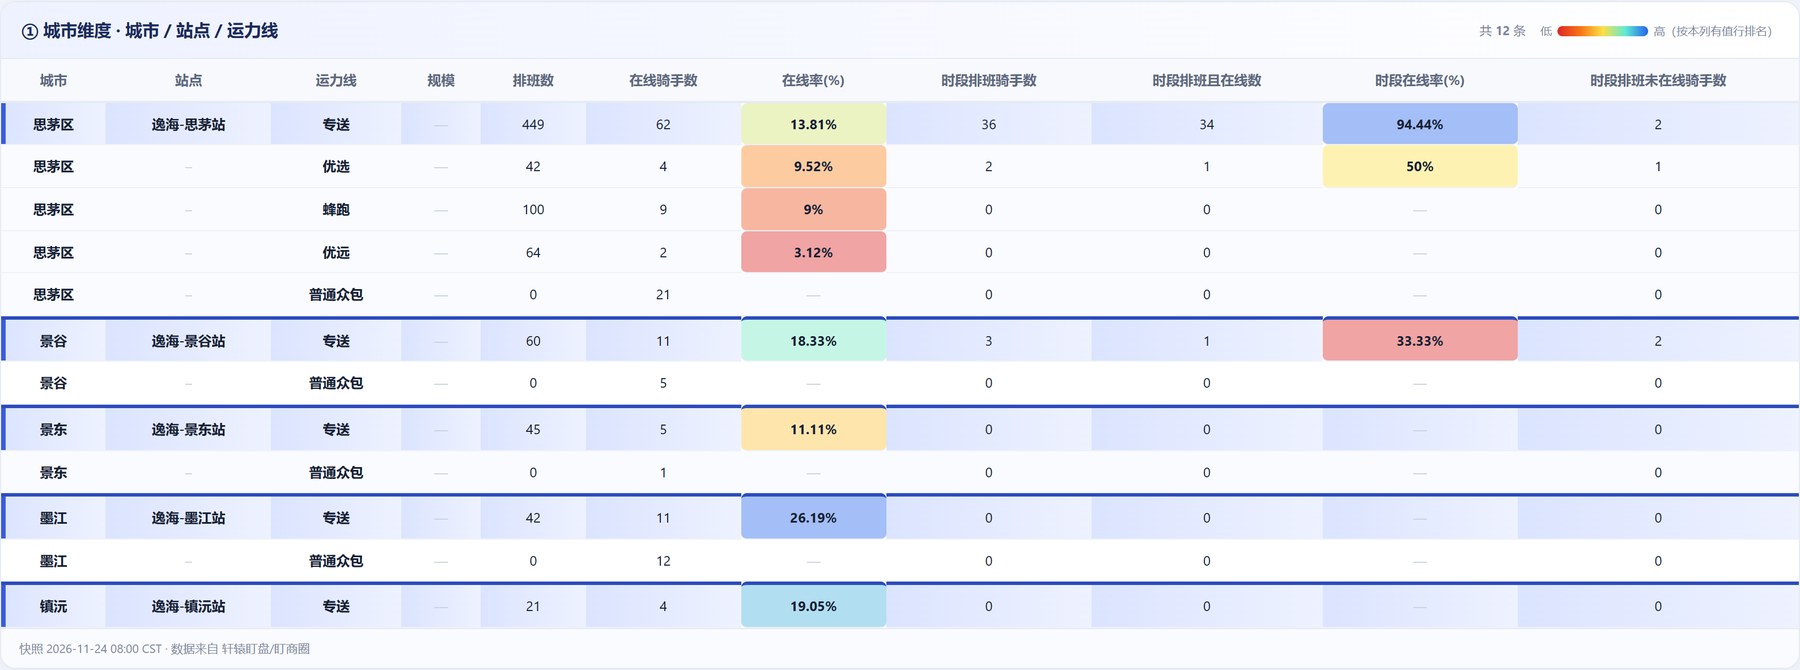 ① 城市维度 · 城市 / 站点 / 运力线
共 12 条 低 高 (按本列有值行排名)
城市 站点 运力线 规模 排班数 在线骑手数 在线率(%) 时段排班骑手数 时段排班且在线数 时段在线率(%) 时段排班未在线骑手数
思茅区 逸海-思茅站 专送 — 449 62 13.81% 36 34 94.44% 2
思茅区 – 优选 — 42 4 9.52% 2 1 50% 1
思茅区 – 蜂跑 — 100 9 9% 0 0 — 0
思茅区 – 优远 — 64 2 3.12% 0 0 — 0
思茅区 – 普通众包 — 0 21 — 0 0 — 0
景谷 逸海-景谷站 专送 — 60 11 18.33% 3 1 33.33% 2
景谷 – 普通众包 — 0 5 — 0 0 — 0
景东 逸海-景东站 专送 — 45 5 11.11% 0 0 — 0
景东 – 普通众包 — 0 1 — 0 0 — 0
墨江 逸海-墨江站 专送 — 42 11 26.19% 0 0 — 0
墨江 – 普通众包 — 0 12 — 0 0 — 0
镇沅 逸海-镇沅站 专送 — 21 4 19.05% 0 0 — 0
快照 2026-11-24 08:00 CST · 数据来自 轩辕盯盘/盯商圈